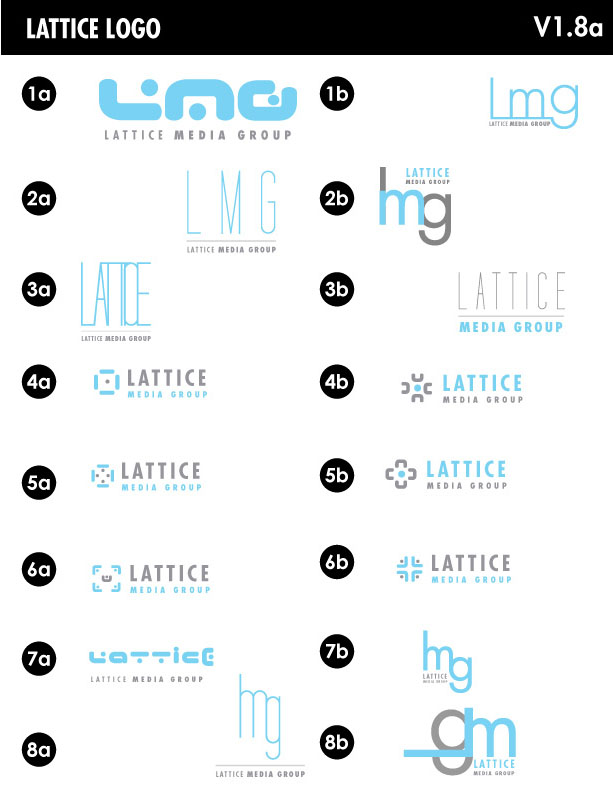 LATTICE LOGO
V1.8a
1a
LMG
LATTICE MEDIA GROUP
1b
Lmg
LATTICE MEDIA GROUP
2a
L M G
LATTICE MEDIA GROUP
2b
LATTICE
MEDIA GROUP
lmg
3a
LATTICE
LATTICE MEDIA GROUP
3b
LATTICE
MEDIA GROUP
4a
LATTICE
MEDIA GROUP
4b
LATTICE
MEDIA GROUP
5a
LATTICE
MEDIA GROUP
5b
LATTICE
MEDIA GROUP
6a
LATTICE
MEDIA GROUP
6b
LATTICE
MEDIA GROUP
7a
LaTTicE
LATTICE MEDIA GROUP
7b
lmg
LATTICE
MEDIA GROUP
8a
lmg
LATTICE MEDIA GROUP
8b
gm
LATTICE
MEDIA GROUP